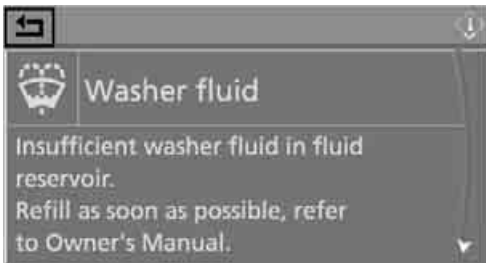 Washer fluid
Insufficient washer fluid in fluid
reservoir.
Refill as soon as possible, refer
to Owner's Manual.